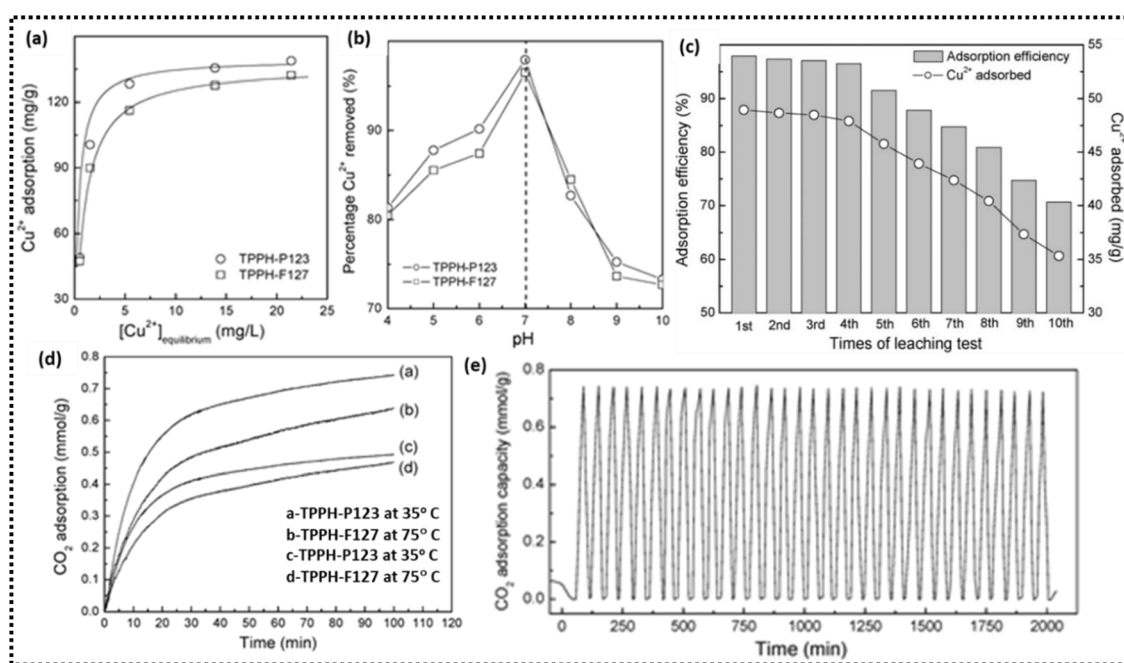 (a)
Cu2+ adsorption (mg/g)
130
90
60
30
TPPH-P123
TPPH-F127
0 5 10 15 20
[Cu2+]equilibrium (mg/L)
(b)
Percentage Cu2+ removed (%)
90
80
70
TPPH-P123
TPPH-F127
4 5 6 7 8 9 10
pH
(c)
Adsorption efficiency
Cu2+ adsorbed
Adsorption efficiency (%)
100
90
80
70
60
50
Cu2+ adsorbed (mg/g)
55
50
45
40
35
30
1st 2nd 3rd 4th 5th 6th 7th 8th 9th 10th
Times of leaching test
(d)
CO2 adsorption (mmol/g)
0.8
0.7
0.6
0.5
0.4
0.3
0.2
0.1
0.0
(a)
(b)
(c)
(d)
a-TPPH-P123 at 35o C
b-TPPH-F127 at 75o C
c-TPPH-P123 at 35o C
d-TPPH-F127 at 75o C
0 10 20 30 40 50 60 70 80 90 100 110 120
Time (min)
(e)
CO2 adsorption capacity (mmol/g)
0.8
0.6
0.4
0.2
0.0
0 250 500 750 1000 1250 1500 1750 2000
Time (min)